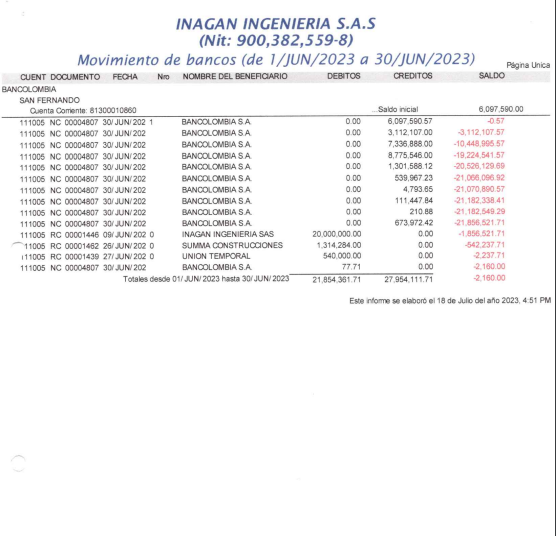 INAGAN INGENIERIA S.A.S
(Nit: 900,382,559-8)
Movimiento de bancos (de 1/JUN/2023 a 30/JUN/2023)
Página Unica
CUENT DOCUMENTO FECHA Nro NOMBRE DEL BENEFICIARIO DEBITOS CREDITOS SALDO
BANCOLOMBIA
SAN FERNANDO
Cuenta Corriente: 81300010860 ...Saldo inicial 6,097,590.00
111005 NC 00004807 30/JUN/202 1 BANCOLOMBIA S.A. 0.00 6,097,590.57 -0.57
111005 NC 00004807 30/JUN/202 BANCOLOMBIA S.A. 0.00 3,112,107.00 -3,112,107.57
111005 NC 00004807 30/JUN/202 BANCOLOMBIA S.A. 0.00 7,336,888.00 -10,448,995.57
111005 NC 00004807 30/JUN/202 BANCOLOMBIA S.A. 0.00 8,775,546.00 -19,224,541.57
111005 NC 00004807 30/JUN/202 BANCOLOMBIA S.A. 0.00 1,301,588.12 -20,526,129.69
111005 NC 00004807 30/JUN/202 BANCOLOMBIA S.A. 0.00 539,967.23 -21,066,096.92
111005 NC 00004807 30/JUN/202 BANCOLOMBIA S.A. 0.00 4,793.65 -21,070,890.57
111005 NC 00004807 30/JUN/202 BANCOLOMBIA S.A. 0.00 111,447.84 -21,182,338.41
111005 NC 00004807 30/JUN/202 BANCOLOMBIA S.A. 0.00 210.88 -21,182,549.29
111005 NC 00004807 30/JUN/202 BANCOLOMBIA S.A. 0.00 673,972.42 -21,856,521.71
111005 RC 00001446 09/JUN/202 0 INAGAN INGENIERIA SAS 20,000,000.00 0.00 -1,856,521.71
111005 RC 00001462 26/JUN/202 0 SUMMA CONSTRUCCIONES 1,314,284.00 0.00 -542,237.71
111005 RC 00001439 27/JUN/202 0 UNION TEMPORAL 540,000.00 0.00 -2,237.71
111005 NC 00004807 30/JUN/202 BANCOLOMBIA S.A. 77.71 0.00 -2,160.00
Totales desde 01/JUN/2023 hasta 30/JUN/2023 21,854,361.71 27,954,111.71 -2,160.00
Este informe se elaboró el 18 de Julio del año 2023, 4:51 PM